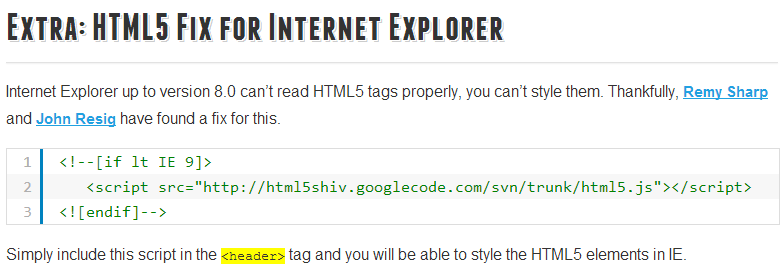 Extra: HTML5 Fix for Internet Explorer
Internet Explorer up to version 8.0 can't read HTML5 tags properly, you can't style them. Thankfully, Remy Sharp
and John Resig have found a fix for this.
1 <!--[if lt IE 9]>
2 <script src="http://html5shiv.googlecode.com/svn/trunk/html5.js"></script>
3 <![endif]-->
Simply include this script in the <header> tag and you will be able to style the HTML5 elements in IE.